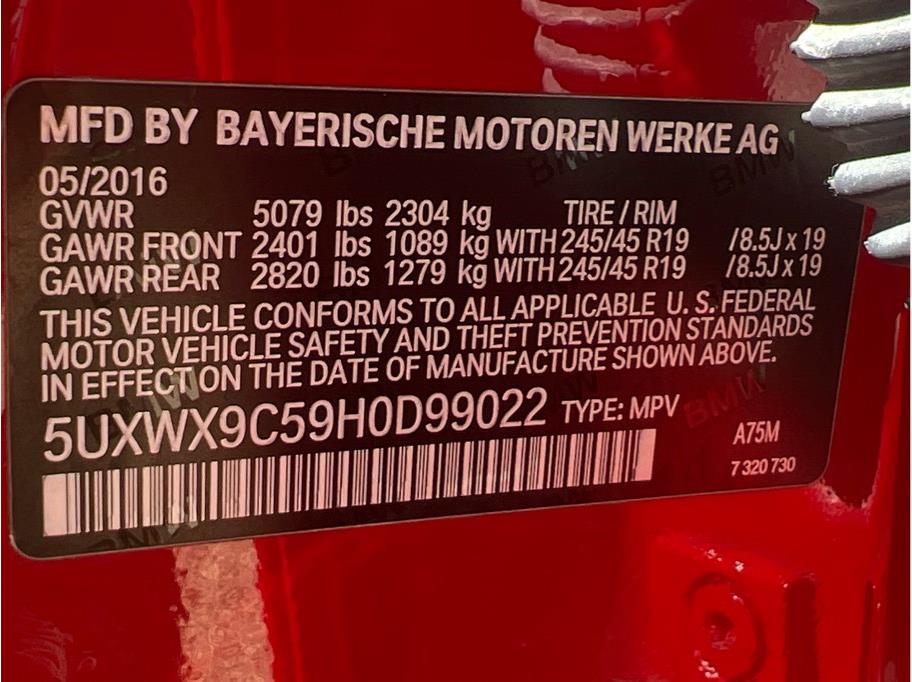 MFD BY BAYERISCHE MOTOREN WERKE AG
05/2016
GVWR 5079 lbs 2304 kg TIRE / RIM
GAWR FRONT 2401 lbs 1089 kg WITH 245/45 R19 /8.5J x 19
GAWR REAR 2820 lbs 1279 kg WITH 245/45 R19 /8.5J x 19
THIS VEHICLE CONFORMS TO ALL APPLICABLE U. S. FEDERAL
MOTOR VEHICLE SAFETY AND THEFT PREVENTION STANDARDS
IN EFFECT ON THE DATE OF MANUFACTURE SHOWN ABOVE.
5UXWX9C59H0D99022 TYPE: MPV
A75M
7 320 730
BMW
BMW